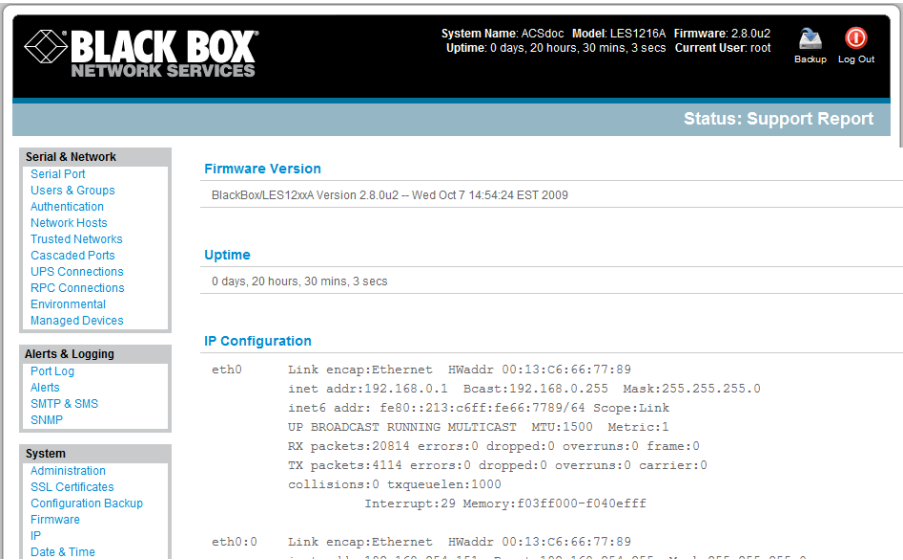 BLACK BOX
NETWORK SERVICES
System Name: ACSdoc Model: LES1216A Firmware: 2.8.0u2
Uptime: 0 days, 20 hours, 30 mins, 3 secs Current User: root
Backup
Log Out
Status: Support Report
Serial & Network
Serial Port
Users & Groups
Authentication
Network Hosts
Trusted Networks
Cascaded Ports
UPS Connections
RPC Connections
Environmental
Managed Devices
Alerts & Logging
Port Log
Alerts
SMTP & SMS
SNMP
System
Administration
SSL Certificates
Configuration Backup
Firmware
IP
Date & Time
Firmware Version
BlackBox/LES12xxA Version 2.8.0u2 -- Wed Oct 7 14:54:24 EST 2009
Uptime
0 days, 20 hours, 30 mins, 3 secs
IP Configuration
eth0 Link encap:Ethernet HWaddr 00:13:C6:66:77:89
inet addr:192.168.0.1 Bcast:192.168.0.255 Mask:255.255.255.0
inet6 addr: fe80::213:c6ff:fe66:7789/64 Scope:Link
UP BROADCAST RUNNING MULTICAST MTU:1500 Metric:1
RX packets:20814 errors:0 dropped:0 overruns:0 frame:0
TX packets:4114 errors:0 dropped:0 overruns:0 carrier:0
collisions:0 txqueuelen:1000
Interrupt:29 Memory:f03ff000-f040efff
eth0:0 Link encap:Ethernet HWaddr 00:13:C6:66:77:89